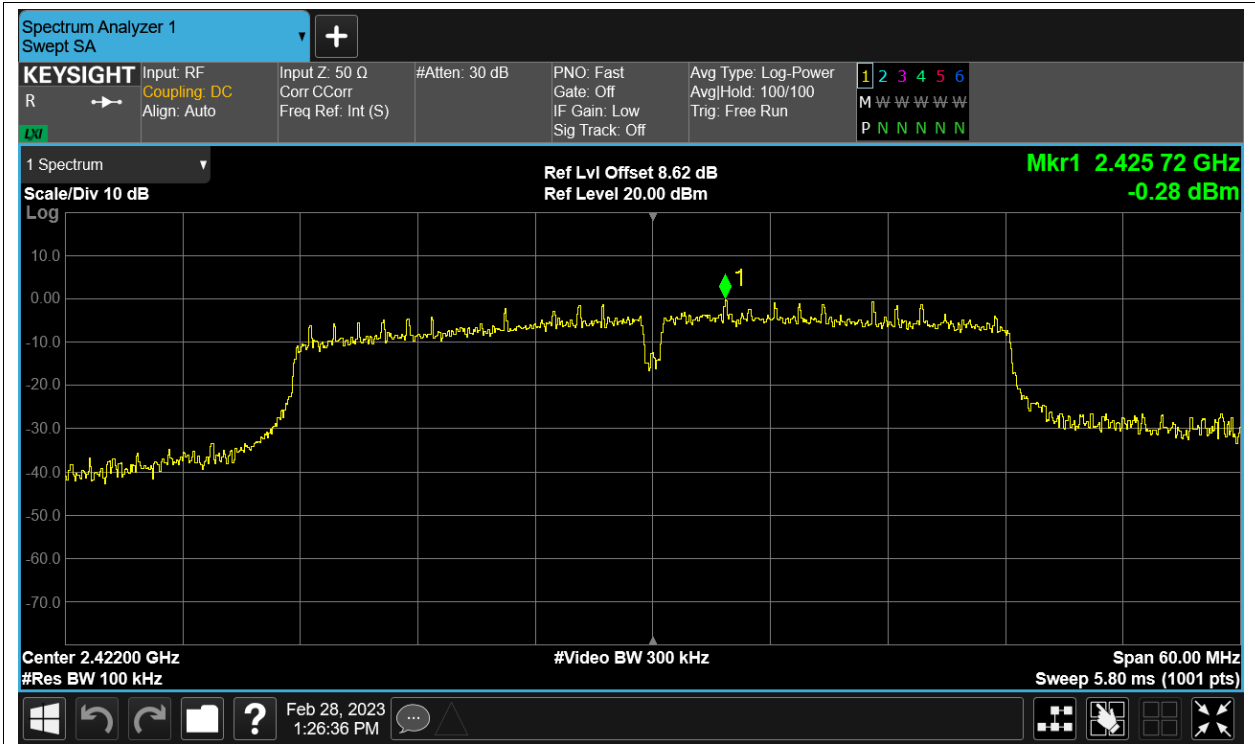 Spectrum Analyzer 1
Swept SA
KEYSIGHT
R
LXI
Input: RF
Coupling: DC
Align: Auto
Input Z: 50 Ω
Corr CCorr
Freq Ref: Int (S)
#Atten: 30 dB
PNO: Fast
Gate: Off
IF Gain: Low
Sig Track: Off
Avg Type: Log-Power
Avg|Hold: 100/100
Trig: Free Run
1 2 3 4 5 6
M W W W W W
P N N N N N
1 Spectrum
Scale/Div 10 dB
Log
Ref Lvl Offset 8.62 dB
Ref Level 20.00 dBm
Mkr1 2.425 72 GHz
-0.28 dBm
1
10.0
0.00
-10.0
-20.0
-30.0
-40.0
-50.0
-60.0
-70.0
Center 2.42200 GHz
#Res BW 100 kHz
#Video BW 300 kHz
Span 60.00 MHz
Sweep 5.80 ms (1001 pts)
?
Feb 28, 2023
1:26:36 PM